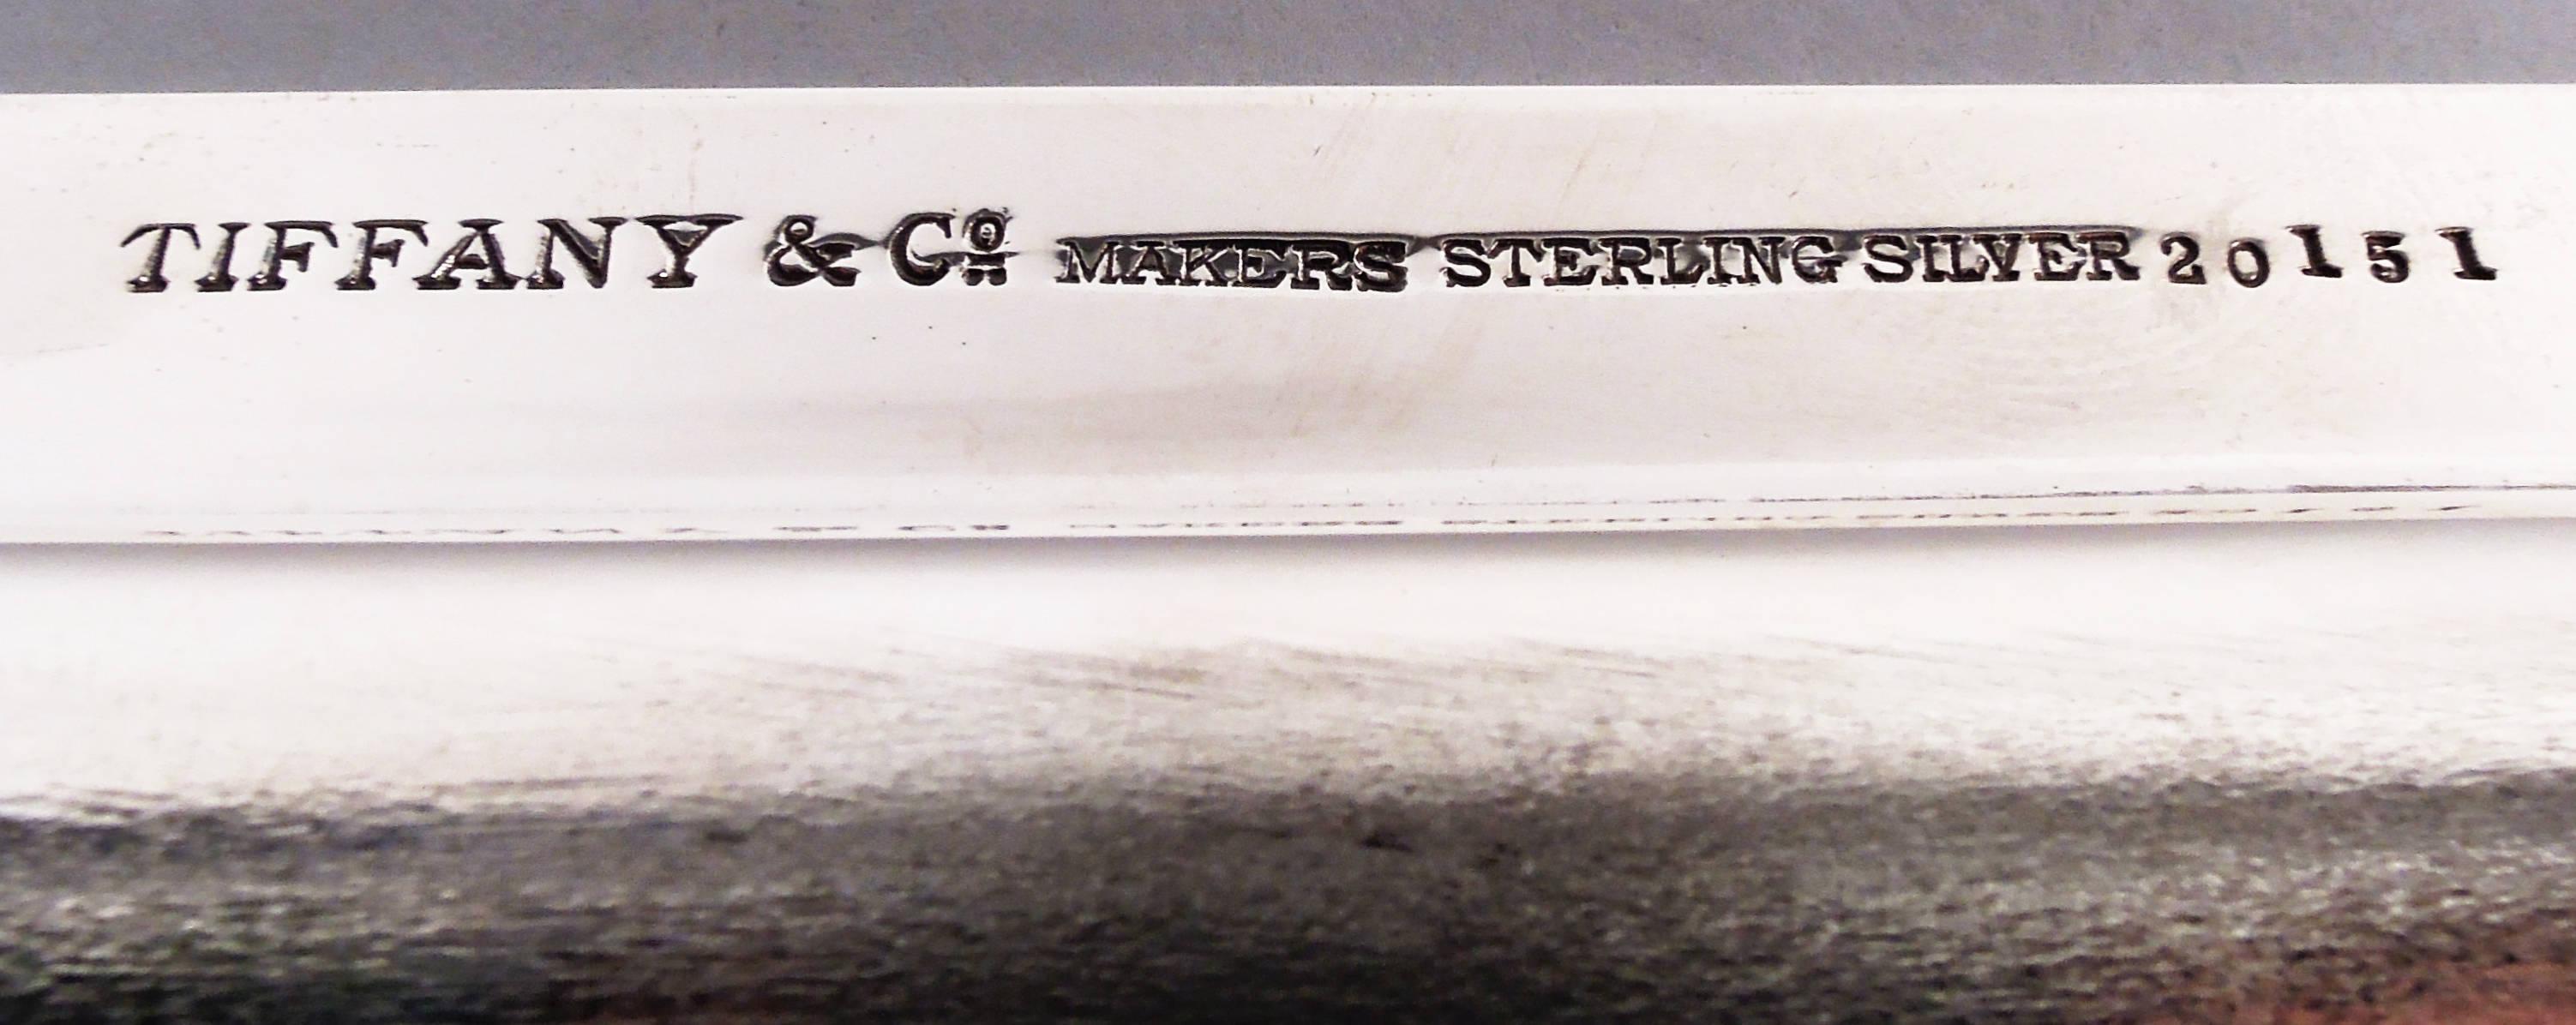 TIFFANY & Cº MAKERS STERLING SILVER 20151